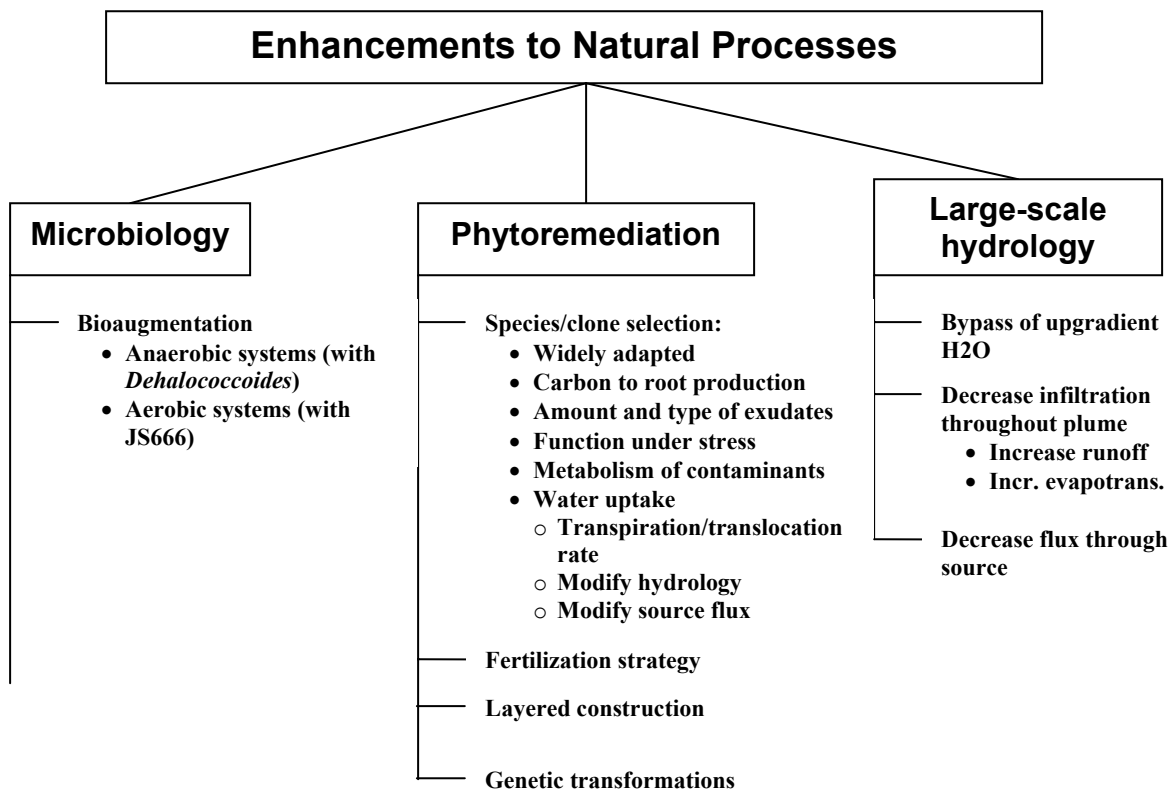 Enhancements to Natural Processes
Microbiology
Bioaugmentation
• Anaerobic systems (with
Dehalococcoides)
• Aerobic systems (with
JS666)
Phytoremediation
Species/clone selection:
• Widely adapted
• Carbon to root production
• Amount and type of exudates
• Function under stress
• Metabolism of contaminants
• Water uptake
o Transpiration/translocation
rate
o Modify hydrology
o Modify source flux
Fertilization strategy
Layered construction
Genetic transformations
Large-scale
hydrology
Bypass of upgradient
H2O
Decrease infiltration
throughout plume
• Increase runoff
• Incr. evapotrans.
Decrease flux through
source